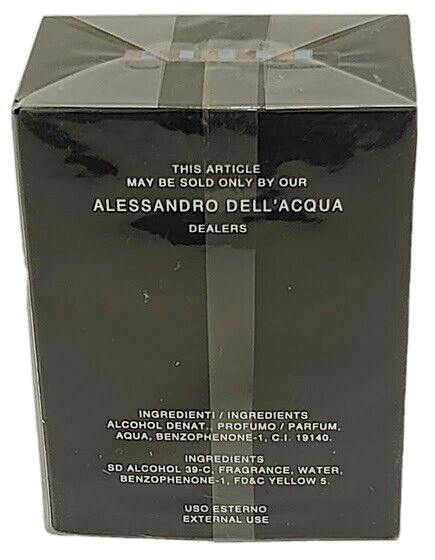 THIS ARTICLE
MAY BE SOLD ONLY BY OUR
ALESSANDRO DELL'ACQUA
DEALERS
INGREDIENTI / INGREDIENTS
ALCOHOL DENAT., PROFUMO / PARFUM,
AQUA, BENZOPHENONE-1, C.I. 19140.
INGREDIENTS
SD ALCOHOL 39-C, FRAGRANCE, WATER,
BENZOPHENONE-1, FD&C YELLOW 5.
USO ESTERNO
EXTERNAL USE